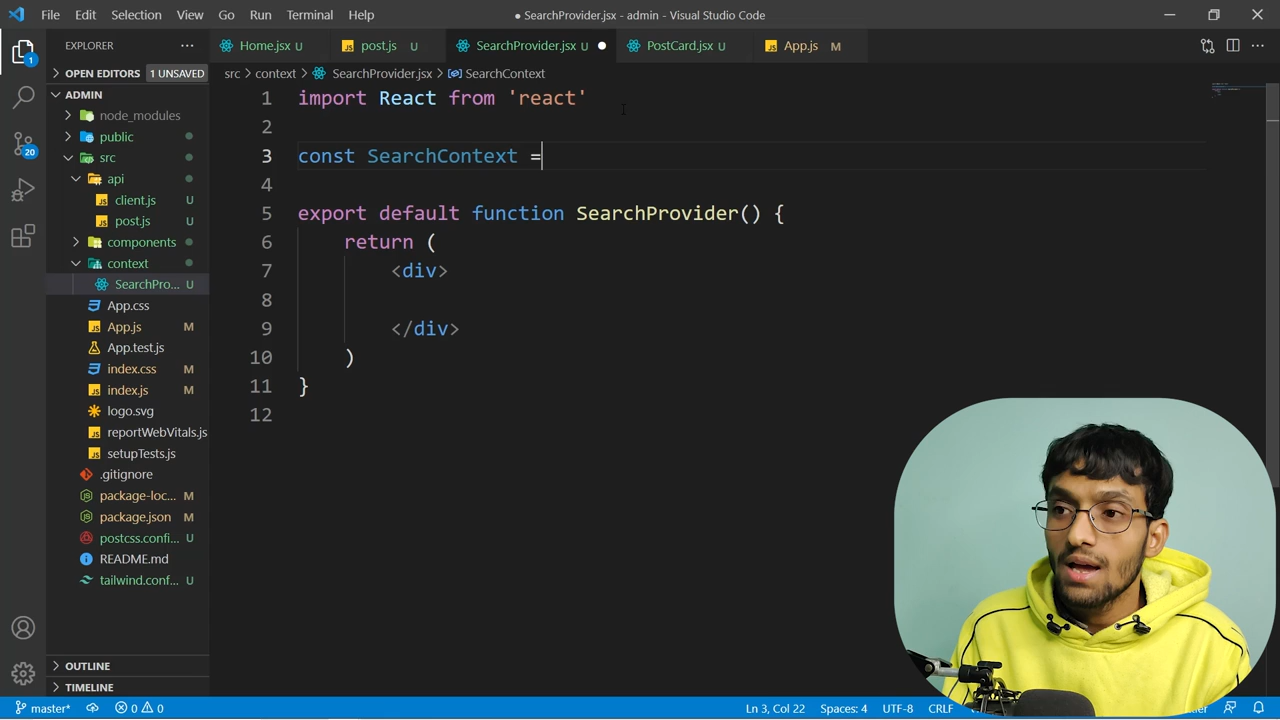 File Edit Selection View Go Run Terminal Help ● SearchProvider.jsx - admin - Visual Studio Code
EXPLORER ···
Home.jsx U post.js U SearchProvider.jsx U PostCard.jsx U App.js M
OPEN EDITORS 1 UNSAVED
src > context > SearchProvider.jsx > SearchContext
ADMIN
node_modules
public
src
api
client.js U
post.js U
components
context
SearchPro... U
App.css
App.js M
App.test.js
index.css M
index.js M
logo.svg
reportWebVitals.js
setupTests.js
.gitignore
package-loc... M
package.json M
postcss.confi... U
README.md
tailwind.conf... U
OUTLINE
TIMELINE
1
20
1 import React from 'react'
2
3 const SearchContext =
4
5 export default function SearchProvider() {
6 return (
7 <div>
8
9 </div>
10 )
11 }
12
master* 0 0 Ln 3, Col 22 Spaces: 4 UTF-8 CRLF